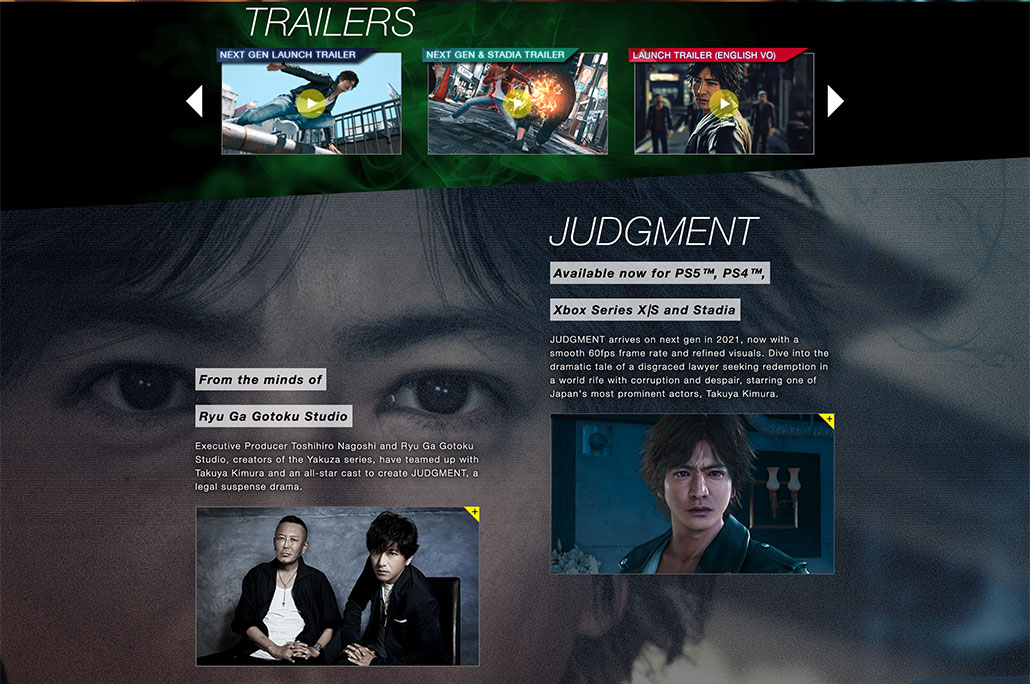 TRAILERS
NEXT GEN LAUNCH TRAILER
NEXT GEN & STADIA TRAILER
LAUNCH TRAILER (ENGLISH VO)
JUDGMENT
Available now for PS5™, PS4™,
Xbox Series X|S and Stadia
JUDGMENT arrives on next gen in 2021, now with a
smooth 60fps frame rate and refined visuals. Dive into the
dramatic tale of a disgraced lawyer seeking redemption in
a world rife with corruption and despair, starring one of
Japan's most prominent actors, Takuya Kimura.
From the minds of
Ryu Ga Gotoku Studio
Executive Producer Toshihiro Nagoshi and Ryu Ga Gotoku
Studio, creators of the Yakuza series, have teamed up with
Takuya Kimura and an all-star cast to create JUDGMENT, a
legal suspense drama.